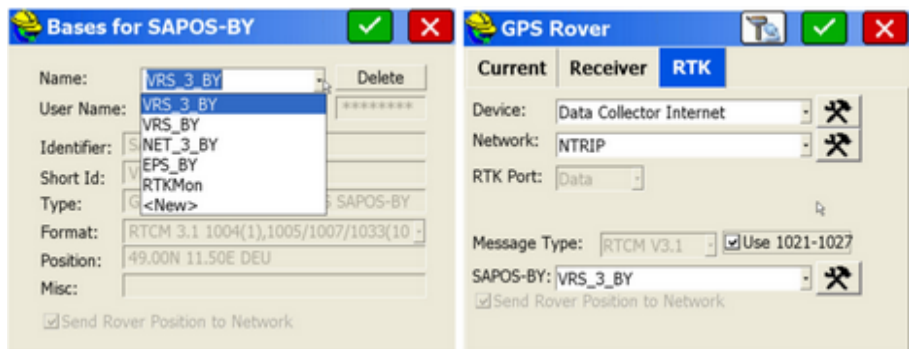 Bases for SAPOS-BY
Name: VRS_3_BY Delete
VRS_3_BY
User Name: ********
VRS_BY
Identifier: NET_3_BY
EPS_BY
Short Id:
RTKMon
Type: <New> SAPOS-BY
Format: RTCM 3.1 1004(1),1005/1007/1033(10
Position: 49.00N 11.50E DEU
Misc:
Send Rover Position to Network
GPS Rover
Current Receiver RTK
Device: Data Collector Internet
Network: NTRIP
RTK Port: Data
Message Type: RTCM V3.1 Use 1021-1027
SAPOS-BY: VRS_3_BY
Send Rover Position to Network